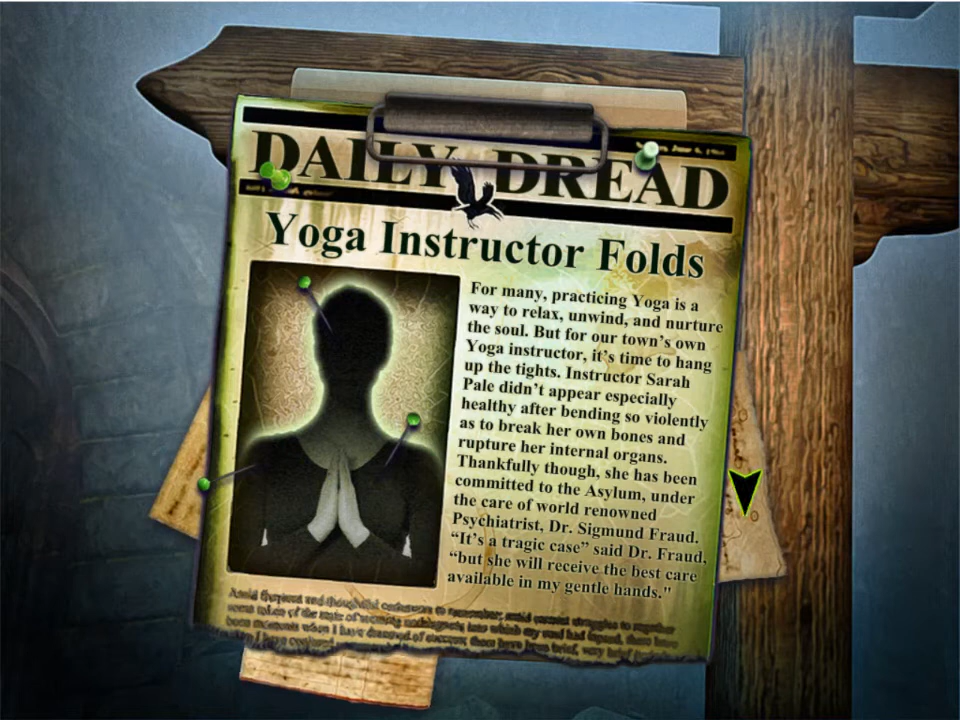 DAILY DREAD
Yoga Instructor Folds
For many, practicing Yoga is a
way to relax, unwind, and nurture
the soul. But for our town's own
Yoga instructor, it's time to hang
up the tights. Instructor Sarah
Pale didn't appear especially
healthy after bending so violently
as to break her own bones and
rupture her internal organs.
Thankfully though, she has been
committed to the Asylum, under
the care of world renowned
Psychiatrist, Dr. Sigmund Fraud.
“It's a tragic case” said Dr. Fraud,
“but she will receive the best care
available in my gentle hands."